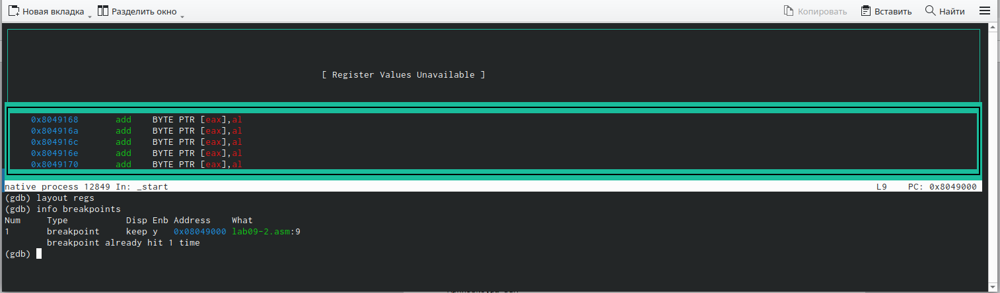 Новая вкладка Разделить окно Копировать Вставить Найти
[ Register Values Unavailable ]
0x8049168 add BYTE PTR [eax],al
0x804916a add BYTE PTR [eax],al
0x804916c add BYTE PTR [eax],al
0x804916e add BYTE PTR [eax],al
0x8049170 add BYTE PTR [eax],al
native process 12849 In: _start L9 PC: 0x8049000
(gdb) layout regs
(gdb) info breakpoints
Num Type Disp Enb Address What
1 breakpoint keep y 0x08049000 lab09-2.asm:9
breakpoint already hit 1 time
(gdb)